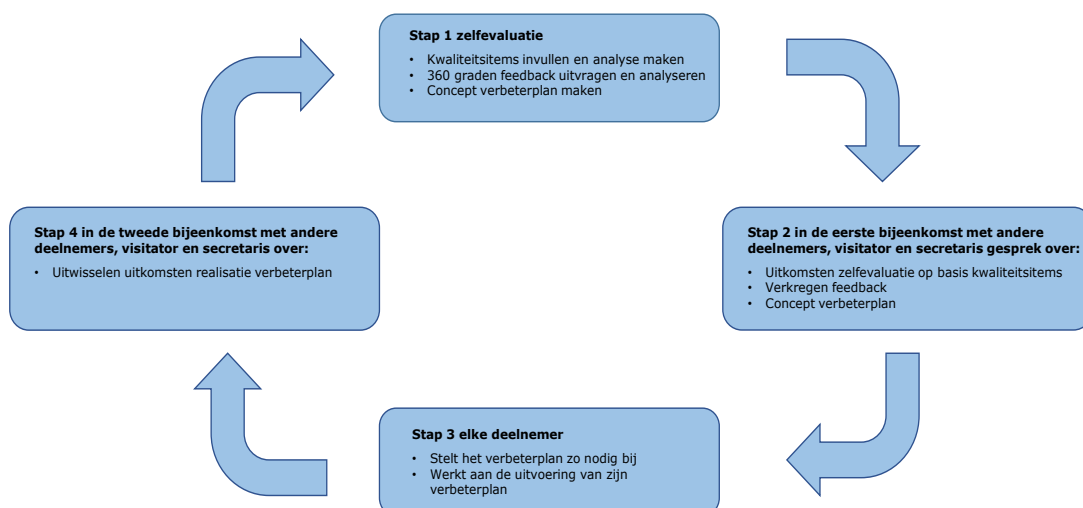 Stap 1 zelfevaluatie
• Kwaliteitsitems invullen en analyse maken
• 360 graden feedback uitvragen en analyseren
• Concept verbeterplan maken
Stap 2 in de eerste bijeenkomst met andere
deelnemers, visitator en secretaris gesprek over:
• Uitkomsten zelfevaluatie op basis kwaliteitsitems
• Verkregen feedback
• Concept verbeterplan
Stap 3 elke deelnemer
• Stelt het verbeterplan zo nodig bij
• Werkt aan de uitvoering van zijn
verbeterplan
Stap 4 in de tweede bijeenkomst met andere
deelnemers, visitator en secretaris over:
• Uitwisselen uitkomsten realisatie verbeterplan